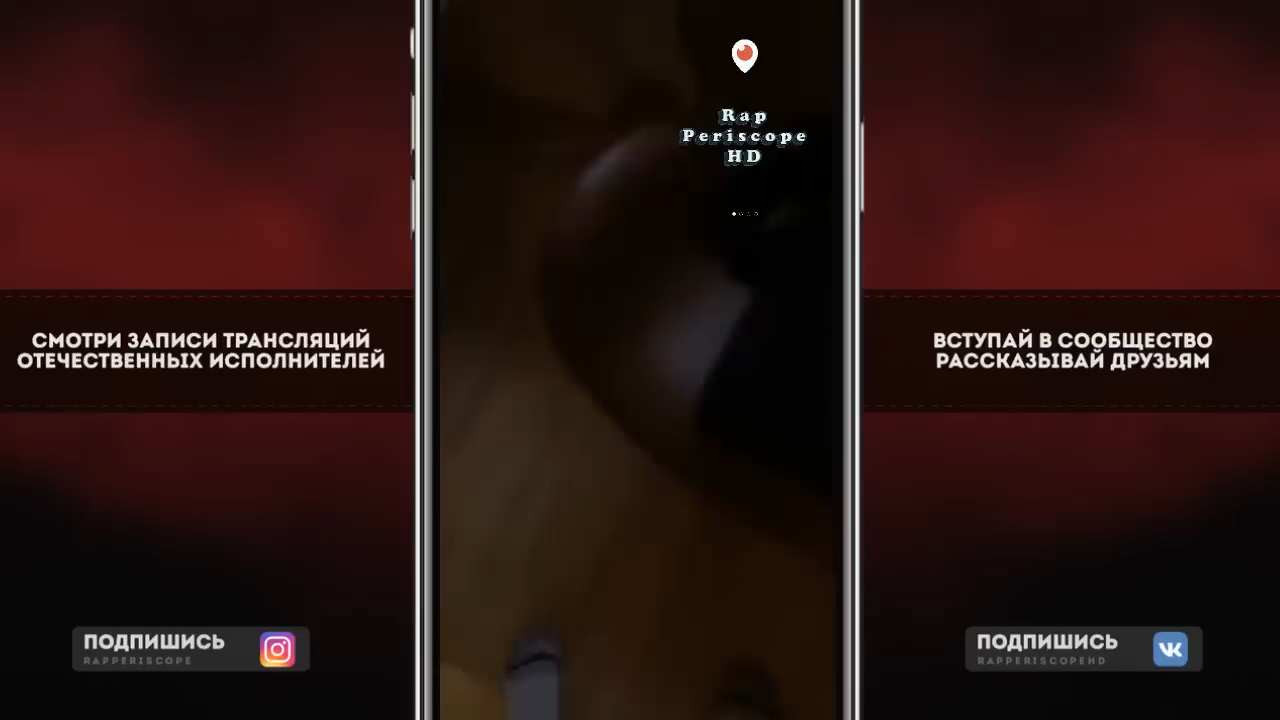 Rap
Periscope
HD
СМОТРИ ЗАПИСИ ТРАНСЛЯЦИЙ
ОТЕЧЕСТВЕННЫХ ИСПОЛНИТЕЛЕЙ
ВСТУПАЙ В СООБЩЕСТВО
РАССКАЗЫВАЙ ДРУЗЬЯМ
ПОДПИШИСЬ
RAPPERISCOPE
ПОДПИШИСЬ
RAPPERISCOPEHD